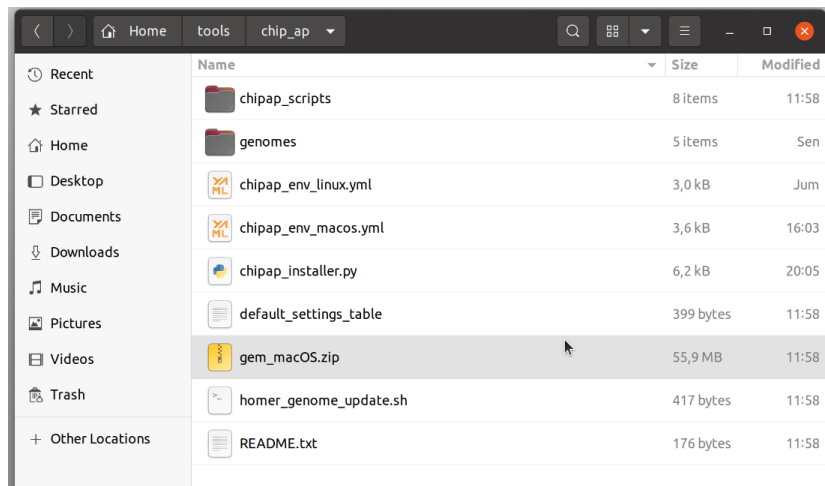 Home tools chip_ap
Name Size Modified
Recent
Starred
Home
Desktop
Documents
Downloads
Music
Pictures
Videos
Trash
+ Other Locations
chipap_scripts 8 items 11:58
genomes 5 items Sen
YAML chipap_env_linux.yml 3,0 kB Jum
YAML chipap_env_macos.yml 3,6 kB 16:03
chipap_installer.py 6,2 kB 20:05
default_settings_table 399 bytes 11:58
gem_macOS.zip 55,9 MB 11:58
>_ homer_genome_update.sh 417 bytes 11:58
README.txt 176 bytes 11:58